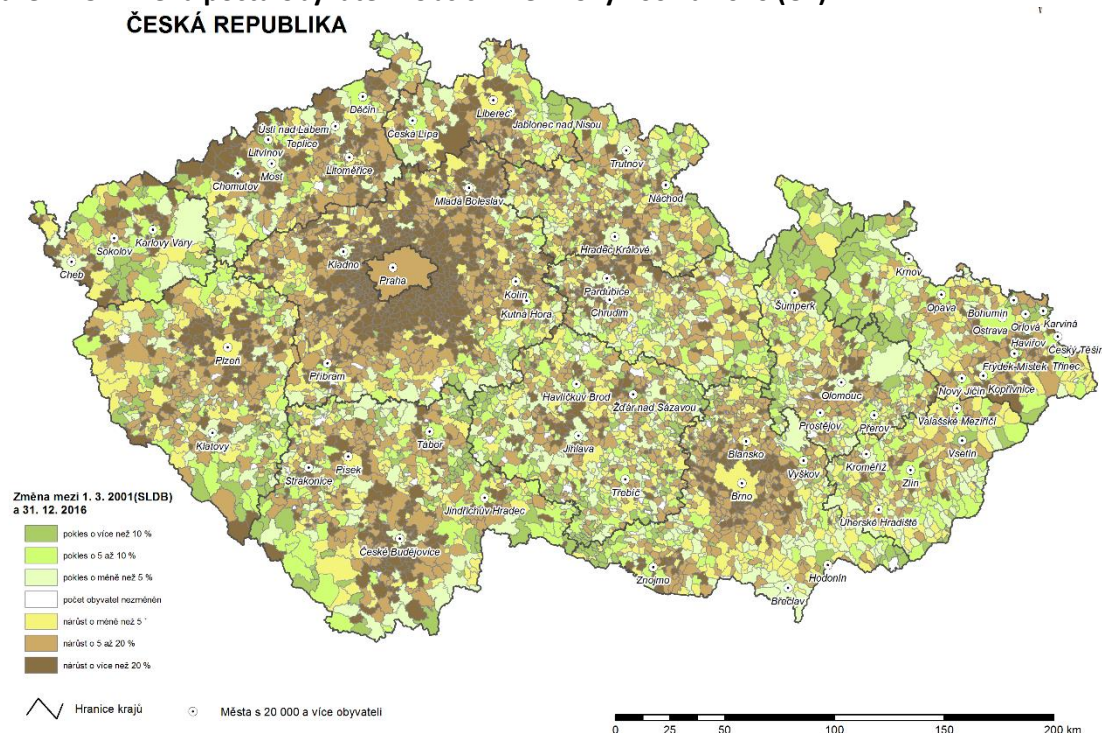 ČESKÁ REPUBLIKA
Děčín
Liberec
Ústí nad Labem
Česká Lípa
Jablonec nad Nisou
Litvínov
Teplice
Most
Litoměřice
Trutnov
Chomutov
Mladá Boleslav
Náchod
Karlovy Vary
Sokolov
Cheb
Hradec Králové
Kladno
Praha
Krnov
Kolín
Pardubice
Kutná Hora
Chrudim
Šumperk
Opava
Bohumín
Ostrava
Orlová
Karviná
Havířov
Český Těšín
Plzeň
Frýdek-Místek
Třinec
Příbram
Nový Jičín
Kopřivnice
Havlíčkův Brod
Olomouc
Žďár nad Sázavou
Prostějov
Přerov
Valašské Meziříčí
Klatovy
Tábor
Jihlava
Blansko
Vsetín
Písek
Vyškov
Kroměříž
Strakonice
Třebíč
Brno
Zlín
Jindřichův Hradec
Uherské Hradiště
České Budějovice
Znojmo
Hodonín
Břeclav
Změna mezi 1. 3. 2001(SLDB)
a 31. 12. 2016
pokles o více než 10 %
pokles o 5 až 10 %
pokles o méně než 5 %
počet obyvatel nezměněn
nárůst o méně než 5
nárůst o 5 až 20 %
nárůst o více než 20 %
Hranice krajů
Města s 20 000 a více obyvateli
0 25 50 100 150 200 km